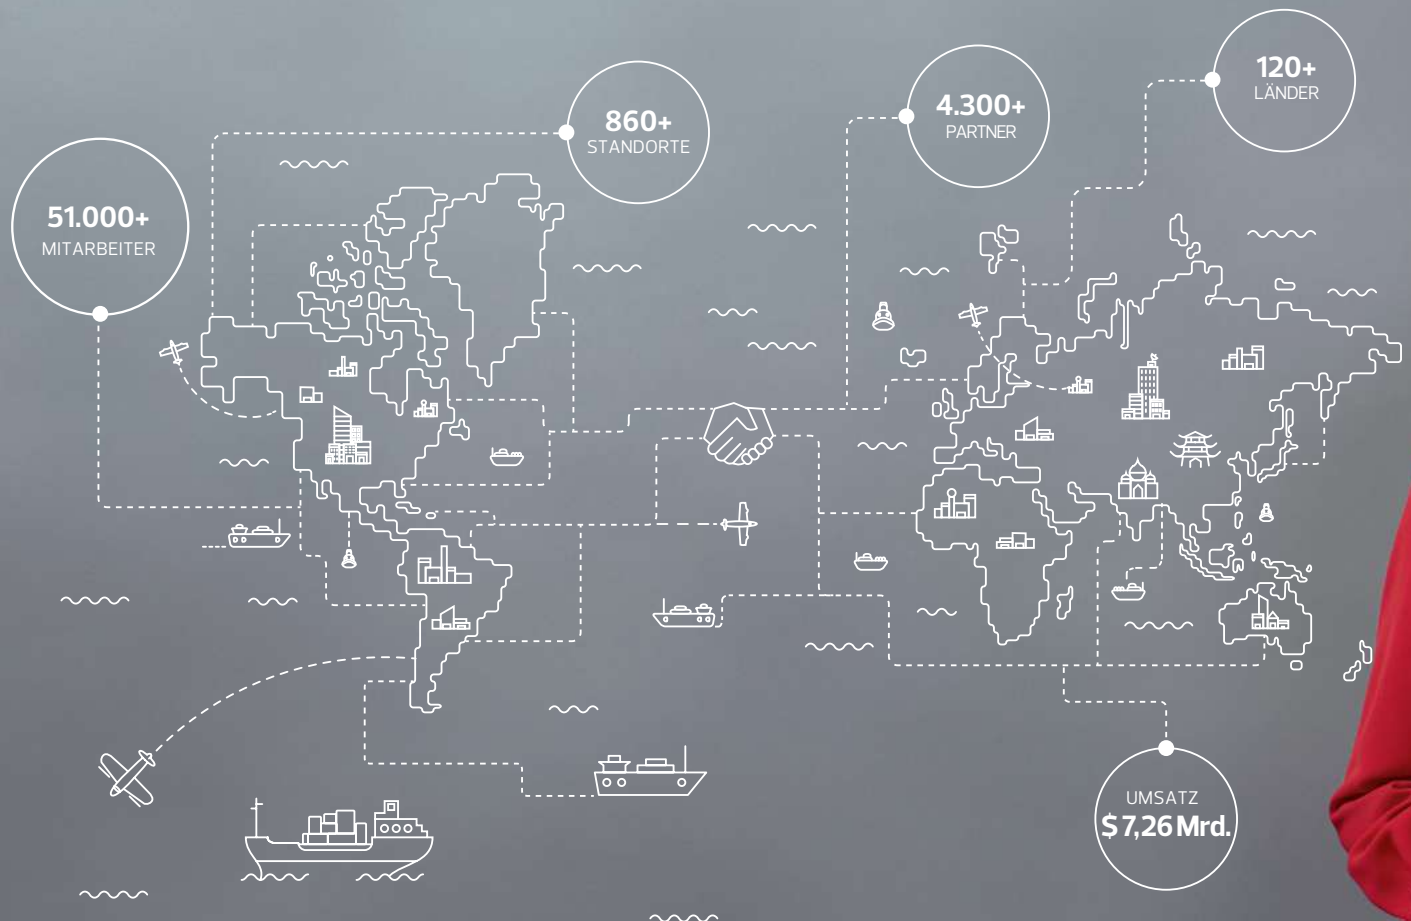 860+
STANDORTE
4.300+
PARTNER
120+
LÄNDER
51.000+
MITARBEITER
UMSATZ
$ 7,26 Mrd.